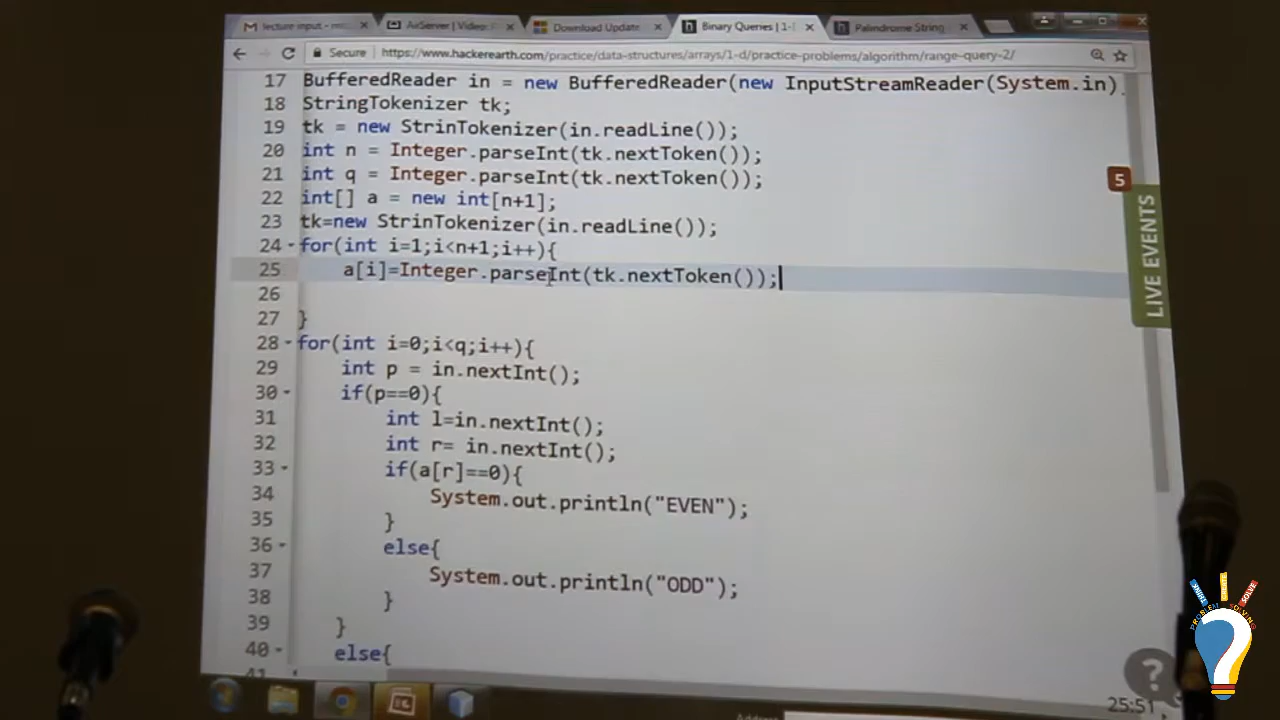 lecture input -
AirServer | Video:
Download Update
Binary Queries | 1-
Palindrome String
Secure
https://www.hackerearth.com/practice/data-structures/arrays/1-d/practice-problems/algorithm/range-query-2/
17 BufferedReader in = new BufferedReader(new InputStreamReader(System.in)
18 StringTokenizer tk;
19 tk = new StrinTokenizer(in.readLine());
20 int n = Integer.parseInt(tk.nextToken());
21 int q = Integer.parseInt(tk.nextToken());
22 int[] a = new int[n+1];
23 tk=new StrinTokenizer(in.readLine());
24 for(int i=1;i<n+1;i++){
25 a[i]=Integer.parseInt(tk.nextToken());
26
27 }
28 for(int i=0;i<q;i++){
29 int p = in.nextInt();
30 if(p==0){
31 int l=in.nextInt();
32 int r= in.nextInt();
33 if(a[r]==0){
34 System.out.println("EVEN");
35 }
36 else{
37 System.out.println("ODD");
38 }
39 }
40 else{
41
5
LIVE EVENTS
?
25:51
THINK
SOLVE
PROBLEM SOLVING